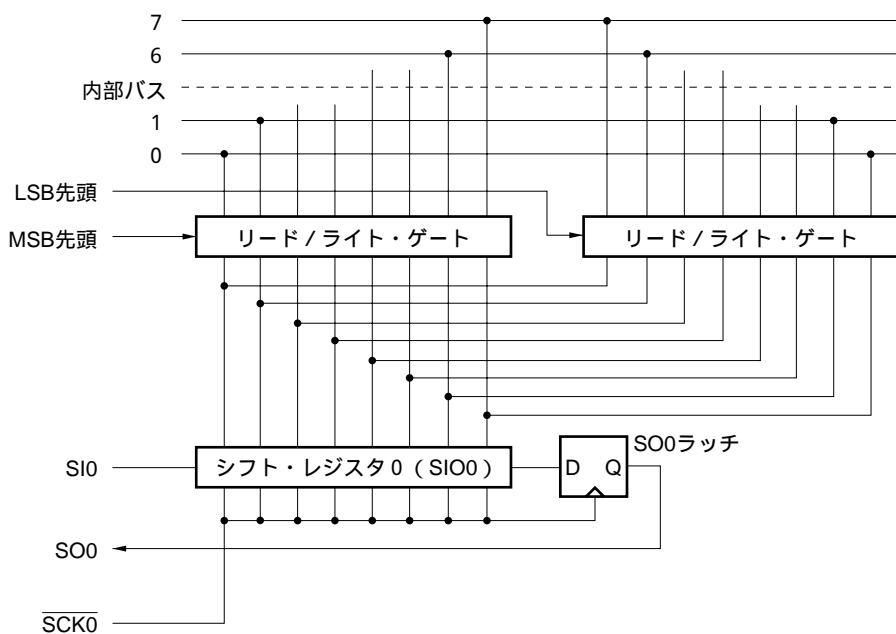 7
6
内部バス
1
0
LSB先頭
MSB先頭
リード／ライト・ゲート
リード／ライト・ゲート
SO0ラッチ
SI0
シフト・レジスタ0（SIO0）
D Q
SO0
SCK0